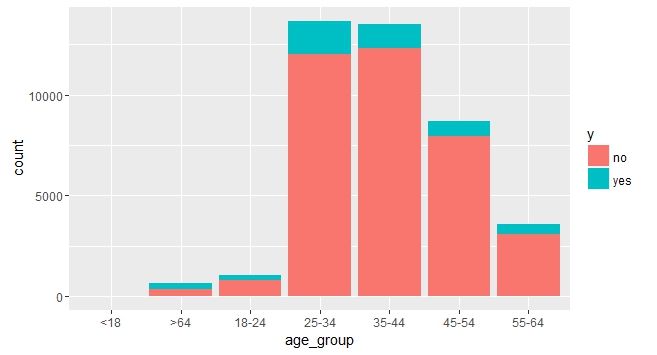 count
10000
5000
0
<18 >64 18-24 25-34 35-44 45-54 55-64
age_group
y
no
yes